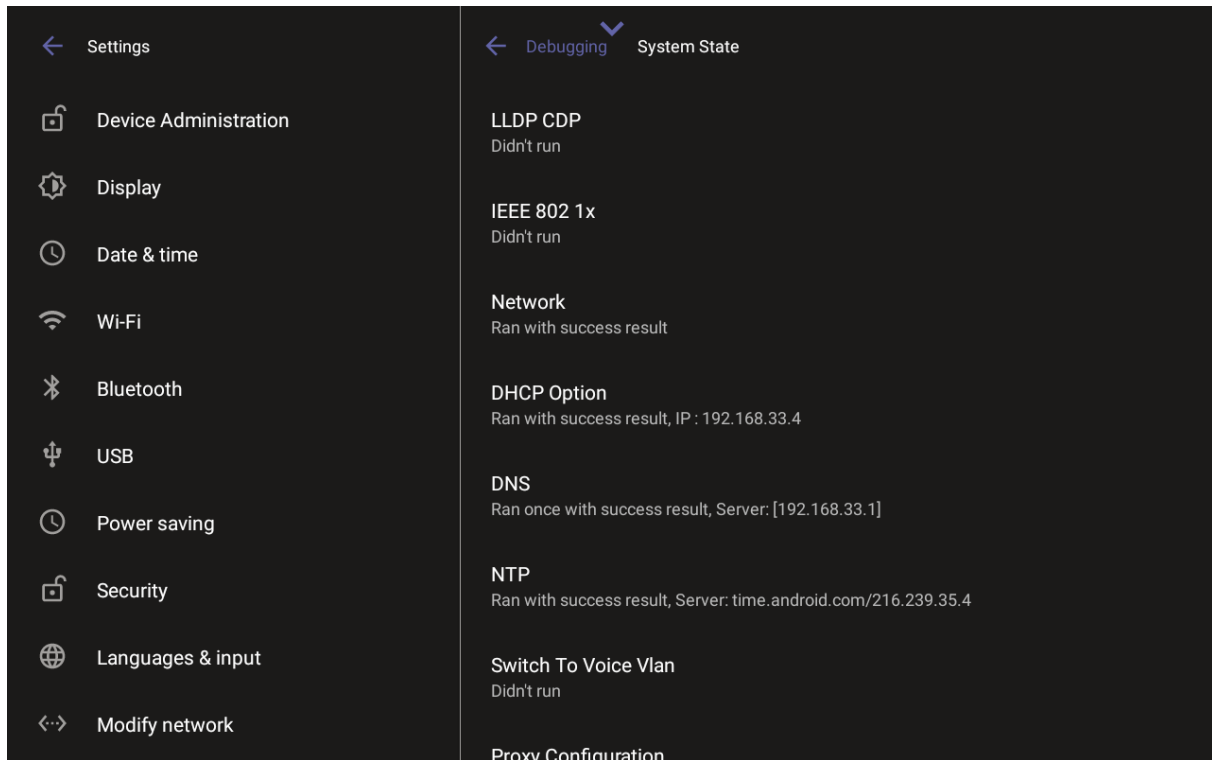 Settings
Device Administration
Display
Date & time
Wi-Fi
Bluetooth
USB
Power saving
Security
Languages & input
Modify network
Debugging System State
LLDP CDP
Didn't run
IEEE 802 1x
Didn't run
Network
Ran with success result
DHCP Option
Ran with success result, IP : 192.168.33.4
DNS
Ran once with success result, Server: [192.168.33.1]
NTP
Ran with success result, Server: time.android.com/216.239.35.4
Switch To Voice Vlan
Didn't run
Proxy Configuration